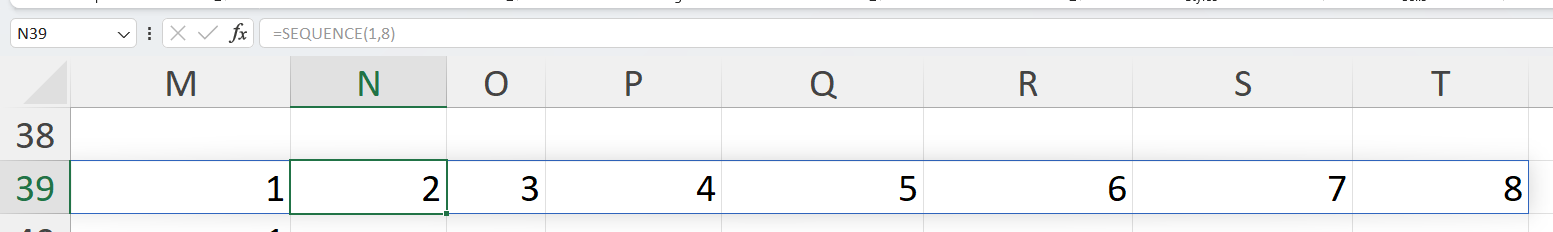 N39 fx =SEQUENCE(1,8)
M N O P Q R S T
38
39 1 2 3 4 5 6 7 8